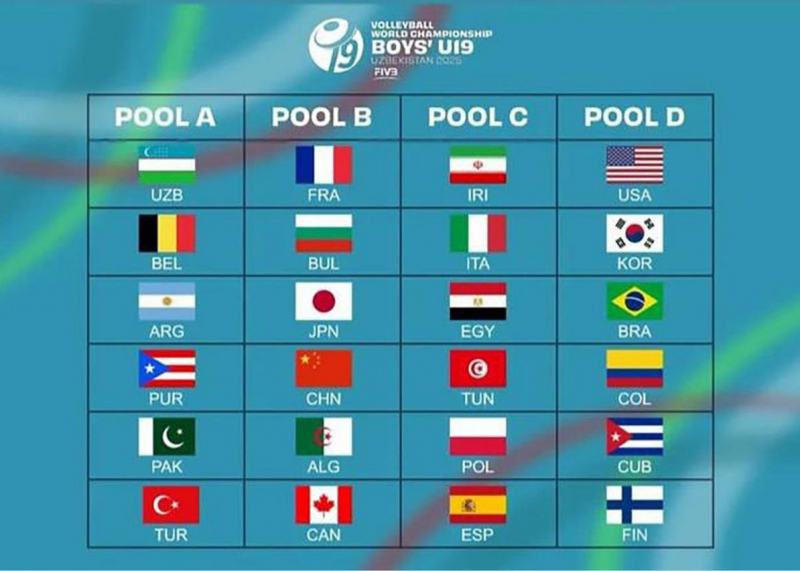 VOLLEYBALL
WORLD CHAMPIONSHIP
BOYS' U19
UZBEKISTAN 2025
FIVB
19
POOL A POOL B POOL C POOL D
UZB FRA IRI USA
BEL BUL ITA KOR
ARG JPN EGY BRA
PUR CHN TUN COL
PAK ALG POL CUB
TUR CAN ESP FIN